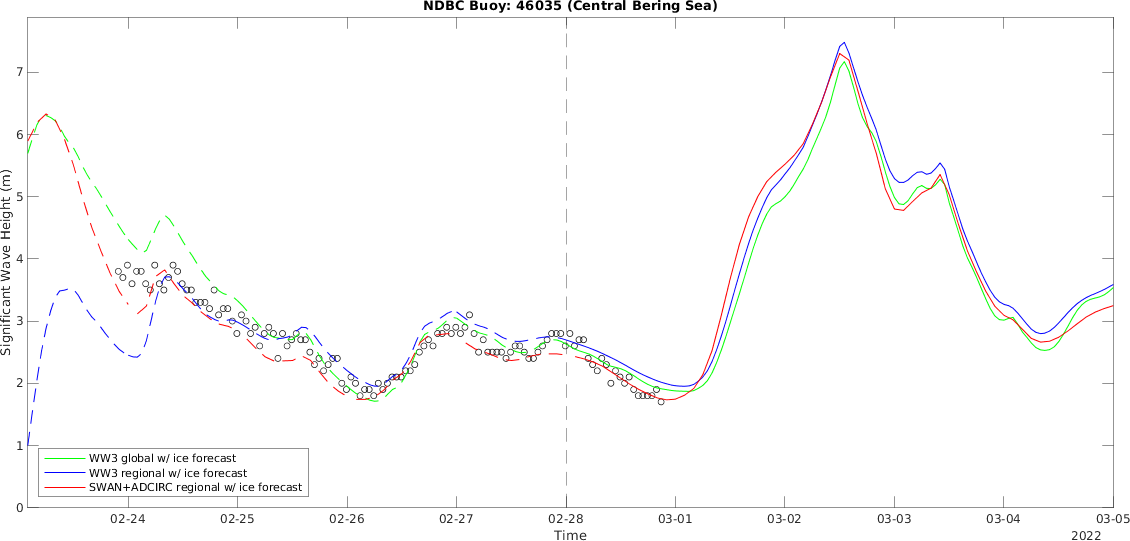 NDBC Buoy: 46035 (Central Bering Sea)
Significant Wave Height (m)
7
6
5
4
3
2
1
0
WW3 global w/ ice forecast
WW3 regional w/ ice forecast
SWAN+ADCIRC regional w/ ice forecast
02-24 02-25 02-26 02-27 02-28 03-01 03-02 03-03 03-04 03-05
Time
2022